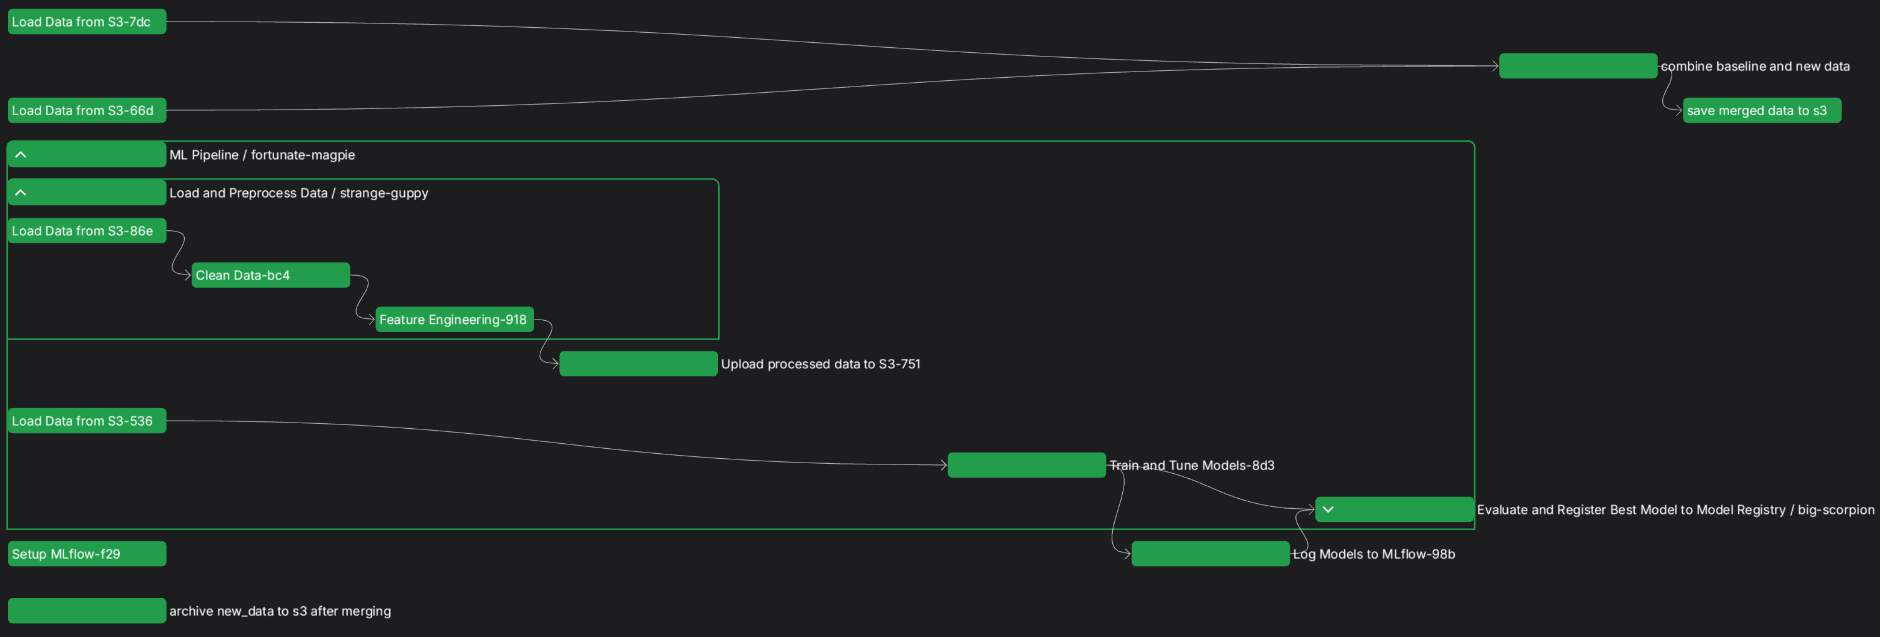 Load Data from S3-7dc
combine baseline and new data
Load Data from S3-66d
save merged data to s3
ML Pipeline / fortunate-magpie
Load and Preprocess Data / strange-guppy
Load Data from S3-86e
Clean Data-bc4
Feature Engineering-918
Upload processed data to S3-751
Load Data from S3-536
Train and Tune Models-8d3
Evaluate and Register Best Model to Model Registry / big-scorpion
Setup MLflow-f29
Log Models to MLflow-98b
archive new_data to s3 after merging